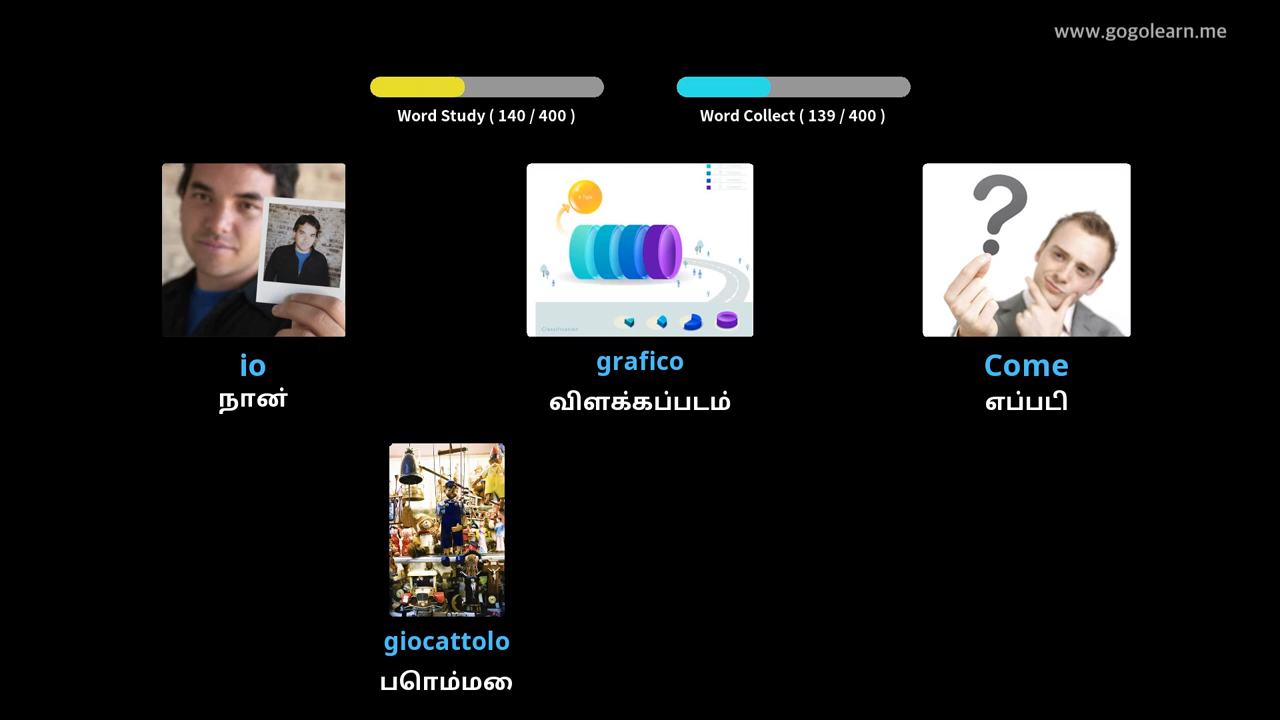 www.gogolearn.me
Word Study ( 140 / 400 )
Word Collect ( 139 / 400 )
io
நான்
grafico
விளக்கப்படம்
Come
எப்படி
Classification
giocattolo
பொம்மை